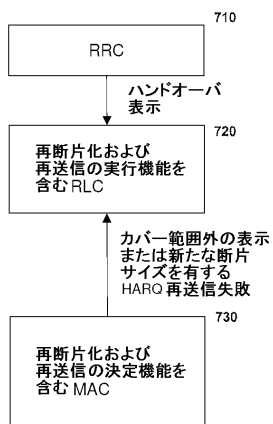 710
RRC
ハンドオーバ
表示
720
再断片化および
再送信の実行機能を
含むRLC
カバー範囲外の表示
または新たな断片
サイズを有する
HARQ 再送信失敗
730
再断片化および
再送信の決定機能を
含む MAC